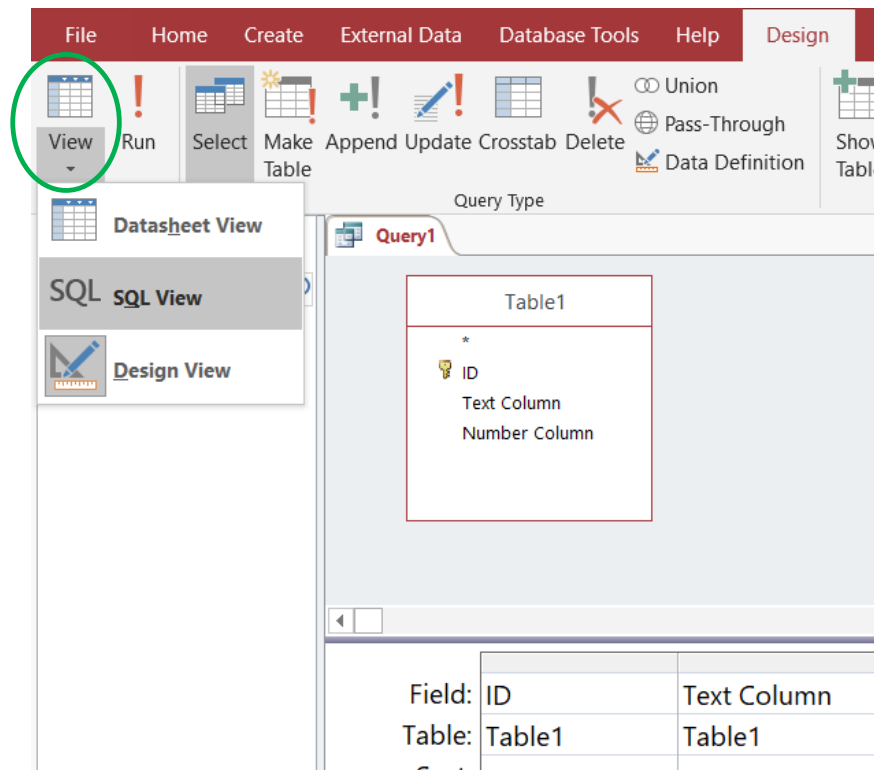 File Home Create External Data Database Tools Help Design
View Run Select Make Table Append Update Crosstab Delete
Union
Pass-Through
Data Definition
Query Type
Datasheet View
SQL SQL View
Design View
Query1
Table1
*
ID
Text Column
Number Column
Field: ID Text Column
Table: Table1 Table1